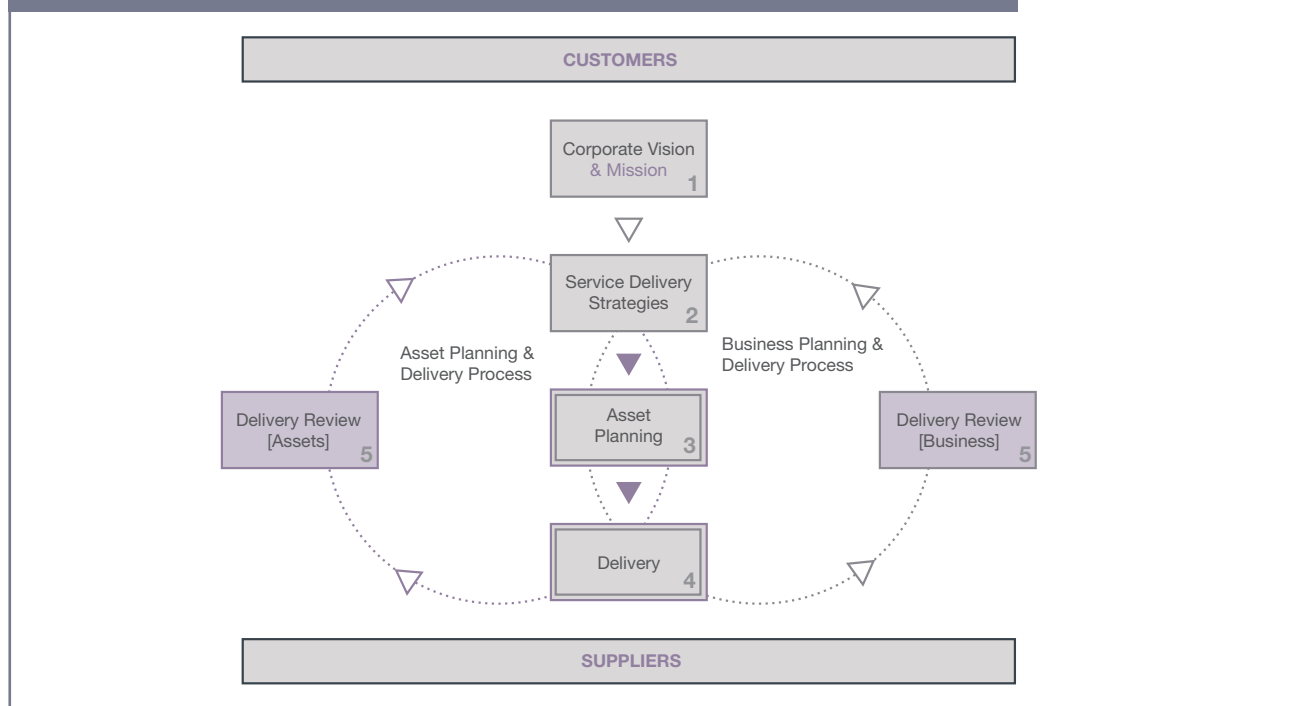 CUSTOMERS
Corporate Vision
& Mission
1
Service Delivery
Strategies
2
Asset Planning &
Delivery Process
Business Planning &
Delivery Process
Delivery Review
[Assets]
5
Asset
Planning
3
Delivery Review
[Business]
5
Delivery
4
SUPPLIERS